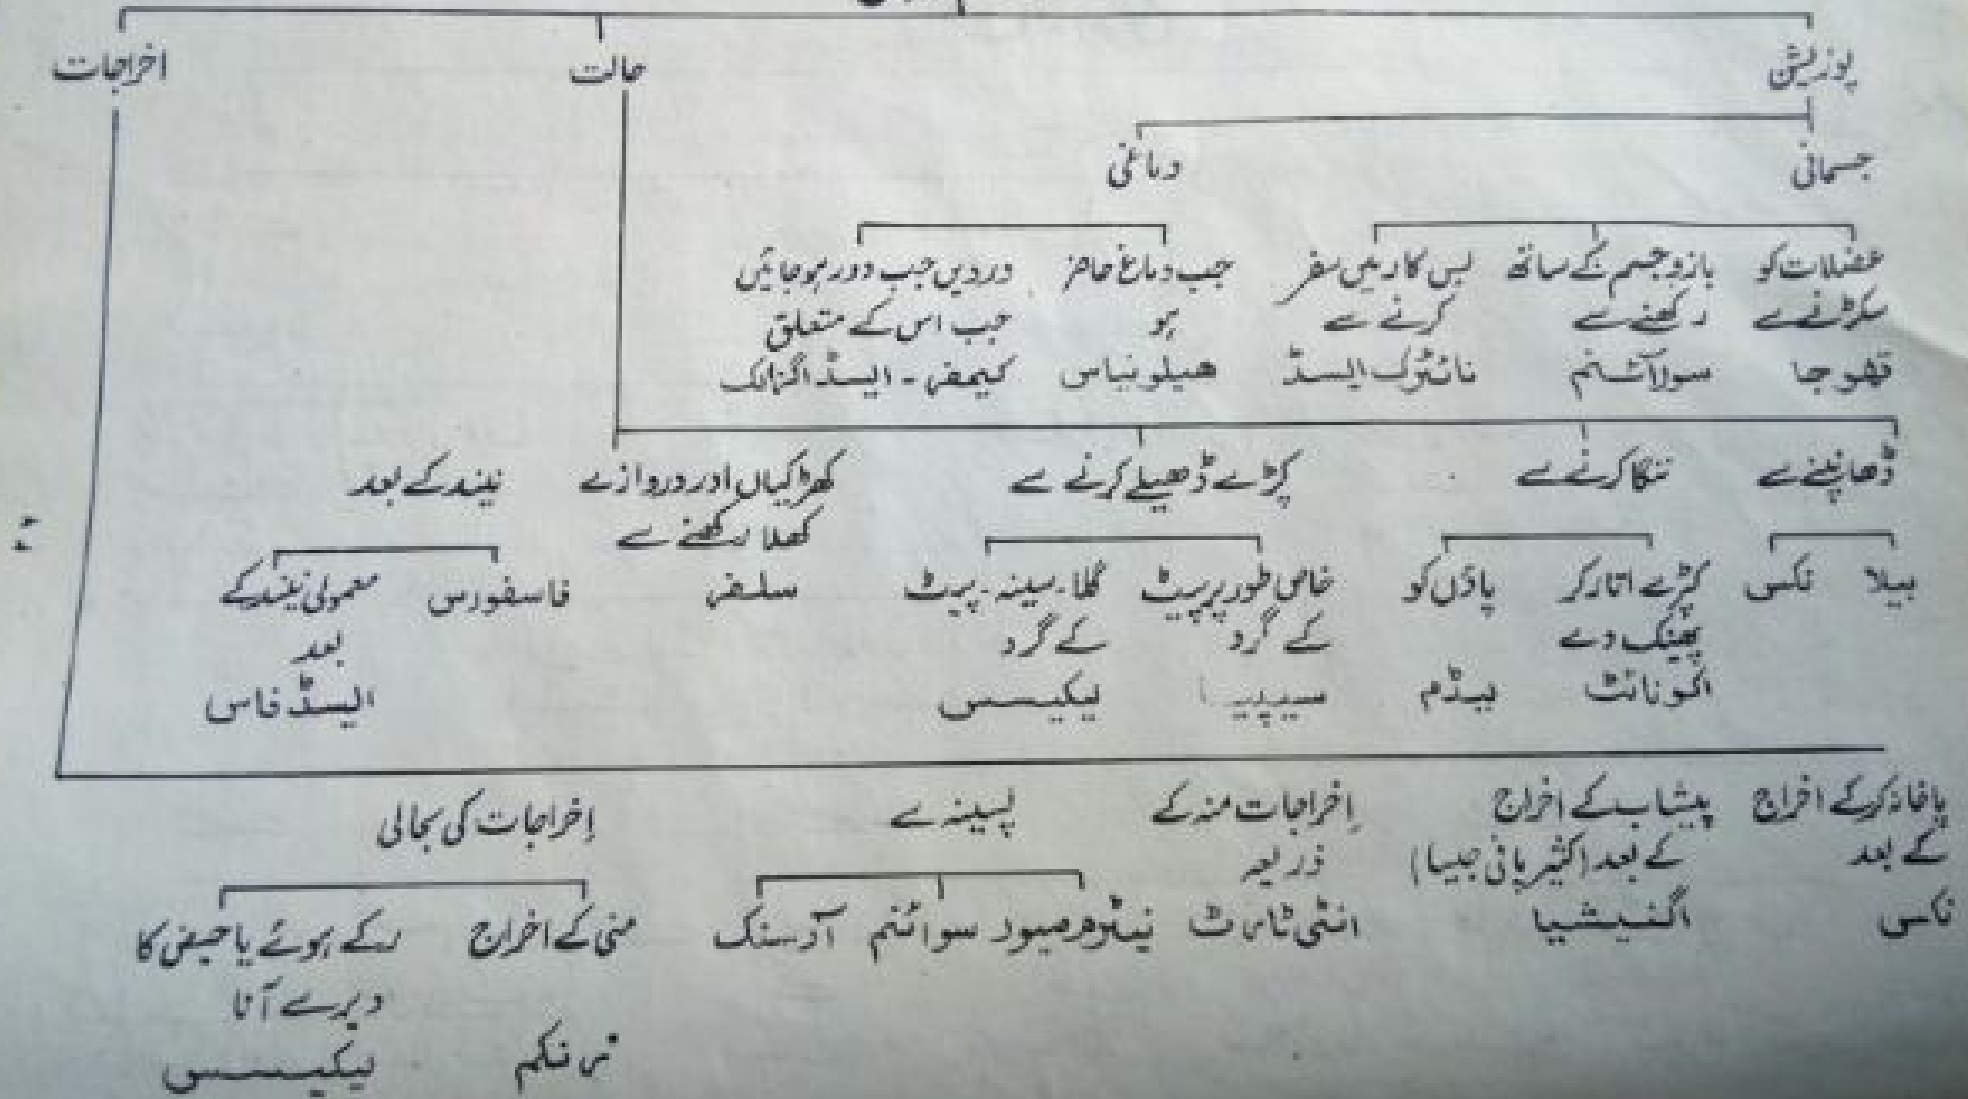 پوزیشن
حالت
اخراجات
جسمانی
دماغی
عضلات کو بازو جسم کے ساتھ بس کار میں سفر جب دماغ حاضر دردیں جب دور ہو جائیں
سکڑنے سے رکھنے سے کرنے سے ہو جب اس کے متعلق
تھوجا سولا نائٹرک ایسڈ ھیلونیاس کیمفر - ایسڈ اگزالک
ڈھانپنے سے ننگا کرنے سے کپڑے ڈھیلے کرنے سے کھڑکیاں اور دروازے نیند کے بعد
کھلا رکھنے سے
بیلا نکس کپڑے اتار کر پاؤں کو خاص طور پر پیٹ گلا - سینہ - پیٹ سلفر فاسفورس معمولی نیند کے
پھینک دے کے گرد کے گرد بعد
اکونائٹ سیپیا لیکیسس ایسڈ فاس
پاخانہ کے اخراج پیشاب کے اخراج اخراجات منہ کے پسینہ سے اخراجات کی بحالی
کے بعد کے بعد (کثیر پانی جیسا) ذریعہ
نکس اگنیشیا انٹی ٹارٹ نیٹرم میور آرسنک منی کے اخراج رکے ہوئے یا حیض کا
دیر سے آنا
زنکم لیکیسس